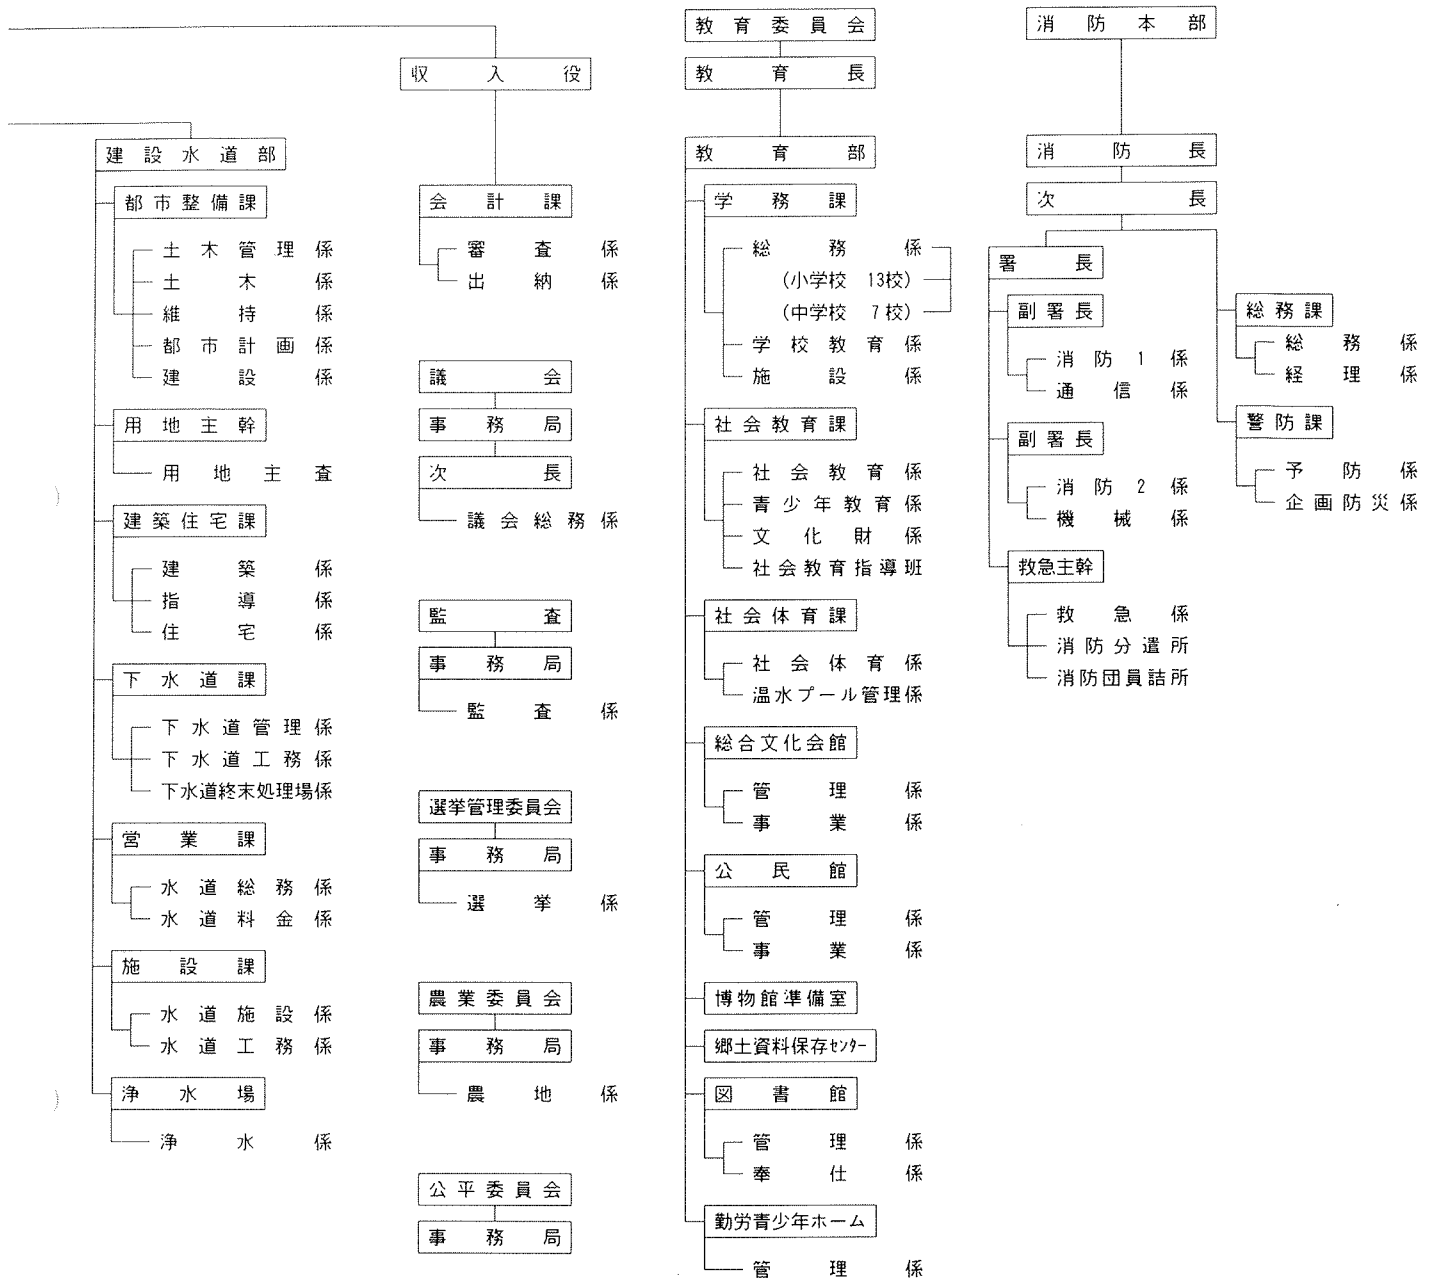 収入役
建設水道部
都市整備課
土木管理係
土木係
維持係
都市計画係
建設係
用地主幹
用地主査
建築住宅課
建築係
指導係
住宅係
下水道課
下水道管理係
下水道工務係
下水道終末処理場係
営業課
水道総務係
水道料金係
施設課
水道施設係
水道工務係
浄水場
浄水係
会計課
審査係
出納係
議会
事務局
次長
議会総務係
監査
事務局
監査係
選挙管理委員会
事務局
選挙係
農業委員会
事務局
農地係
公平委員会
事務局
教育委員会
教育長
教育部
学務課
総務係
(小学校 13校)
(中学校 7校)
学校教育係
施設係
社会教育課
社会教育係
青少年教育係
文化財係
社会教育指導班
社会体育課
社会体育係
温水プール管理係
総合文化会館
管理係
事業係
公民館
管理係
事業係
博物館準備室
郷土資料保存ｾﾝﾀｰ
図書館
管理係
奉仕係
勤労青少年ホーム
管理係
消防本部
消防長
次長
署長
副署長
消防1係
通信係
副署長
消防2係
機械係
救急主幹
救急係
消防分遣所
消防団員詰所
総務課
総務係
経理係
警防課
予防係
企画防災係